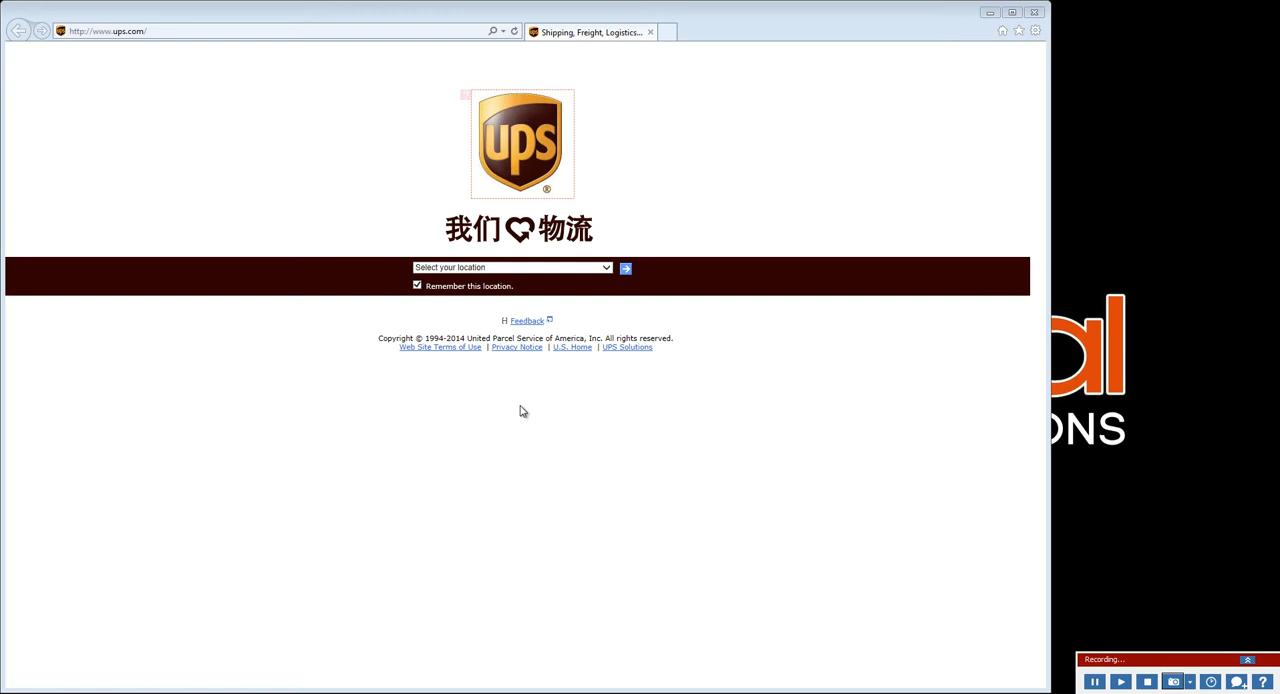 http://www.ups.com/
Shipping, Freight, Logistics...
ups
®
我们 物流
Select your location
Remember this location.
Feedback
Copyright © 1994-2014 United Parcel Service of America, Inc. All rights reserved.
Web Site Terms of Use | Privacy Notice | U.S. Home | UPS Solutions
al
ONS
Recording...